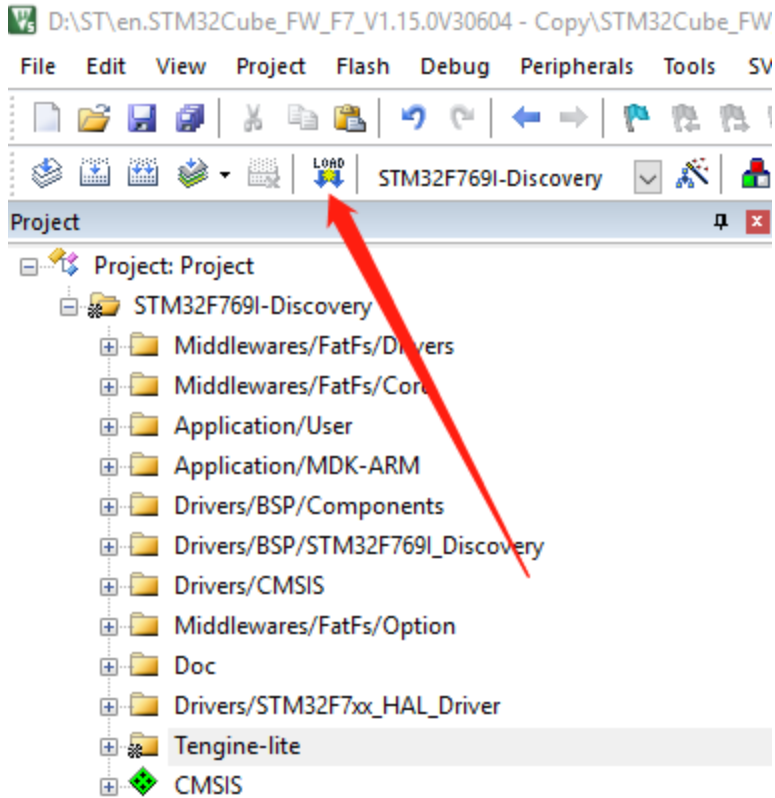 D:\ST\en.STM32Cube_FW_F7_V1.15.0V30604 - Copy\STM32Cube_FW
File Edit View Project Flash Debug Peripherals Tools SV
LOAD STM32F769I-Discovery
Project
Project: Project
STM32F769I-Discovery
Middlewares/FatFs/Drivers
Middlewares/FatFs/Core
Application/User
Application/MDK-ARM
Drivers/BSP/Components
Drivers/BSP/STM32F769I_Discovery
Drivers/CMSIS
Middlewares/FatFs/Option
Doc
Drivers/STM32F7xx_HAL_Driver
Tengine-lite
CMSIS